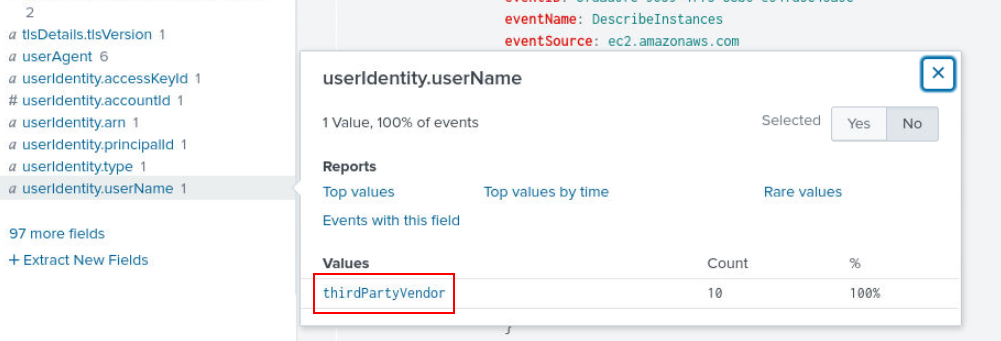 2
a tlsDetails.tlsVersion 1
a userAgent 6
a userIdentity.accessKeyId 1
# userIdentity.accountId 1
a userIdentity.arn 1
a userIdentity.principalId 1
a userIdentity.type 1
a userIdentity.userName 1
97 more fields
+ Extract New Fields
eventName: DescribeInstances
eventSource: ec2.amazonaws.com
userIdentity.userName
×
1 Value, 100% of events
Selected Yes No
Reports
Top values Top values by time Rare values
Events with this field
Values Count %
thirdPartyVendor 10 100%
}